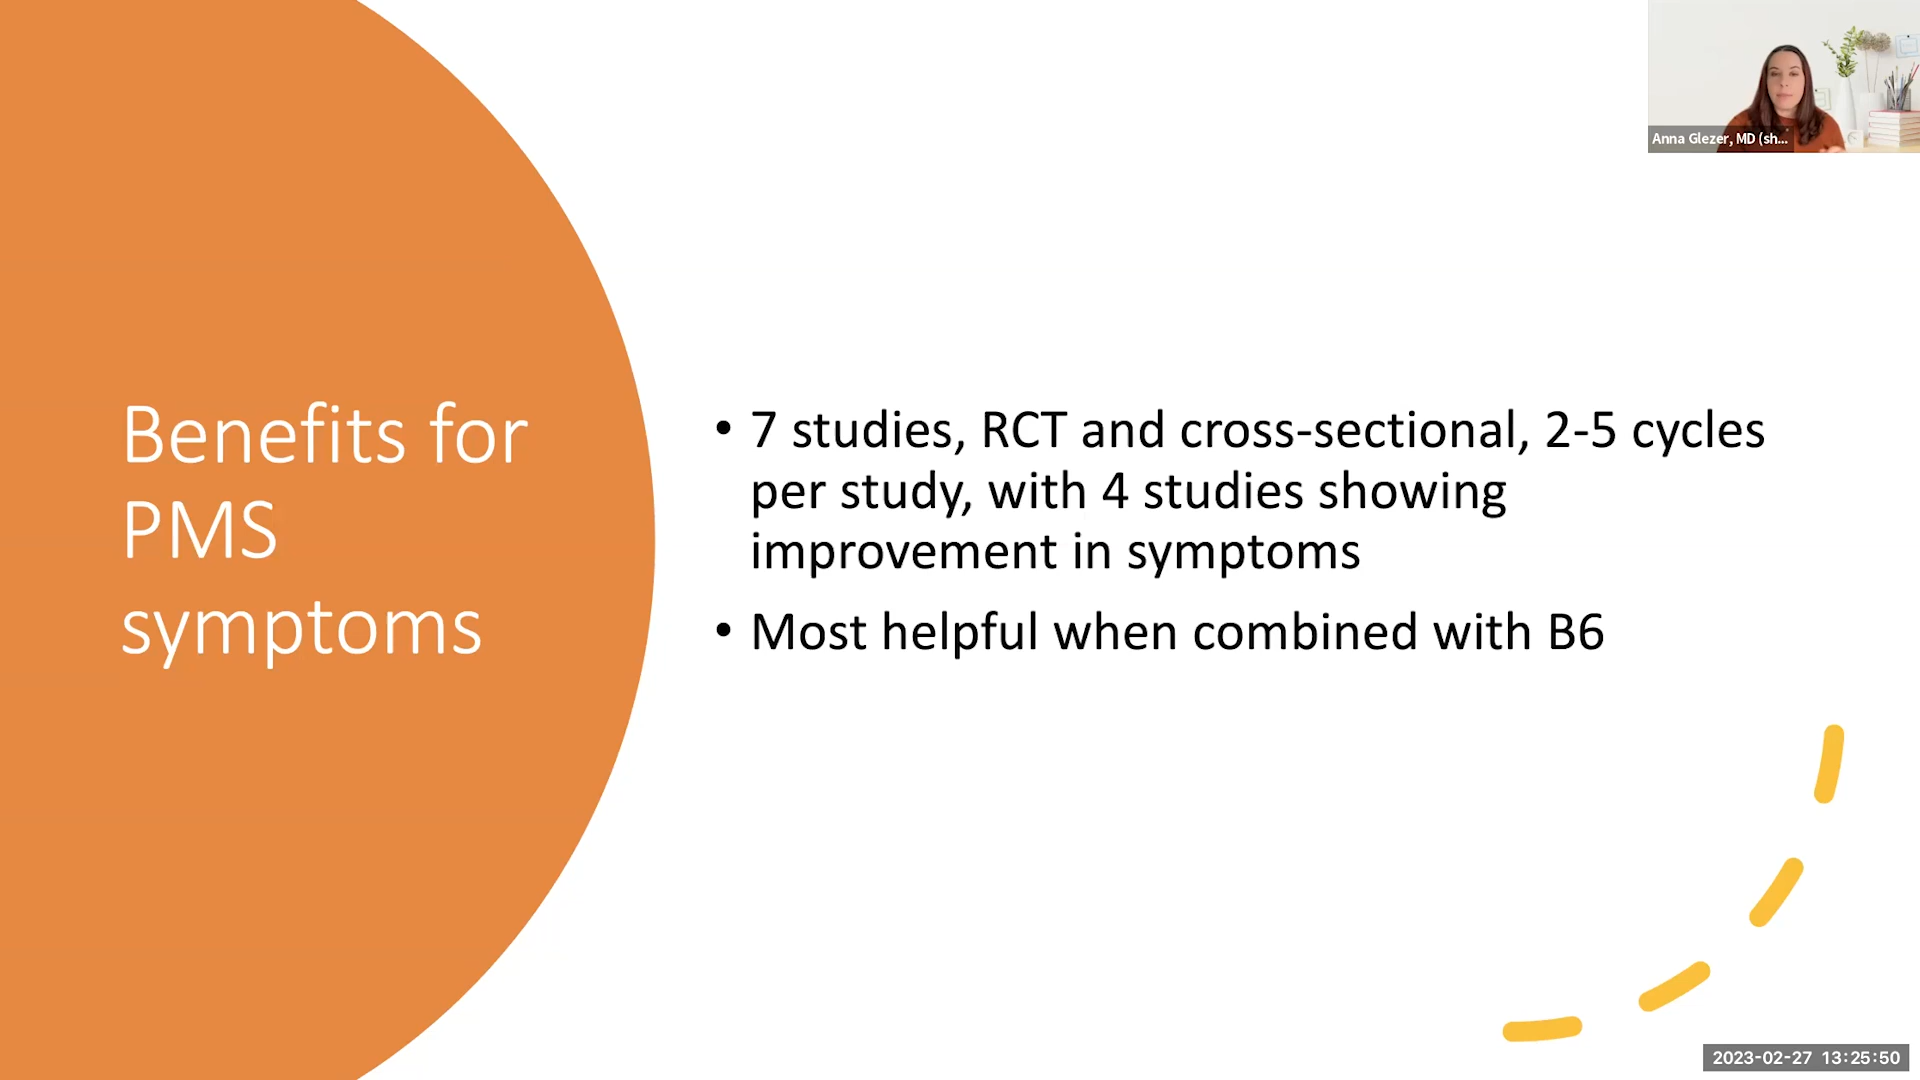 Anna Glezer, MD (sh...
Benefits for
PMS
symptoms
• 7 studies, RCT and cross-sectional, 2-5 cycles
per study, with 4 studies showing
improvement in symptoms
• Most helpful when combined with B6
2023-02-27 13:25:50